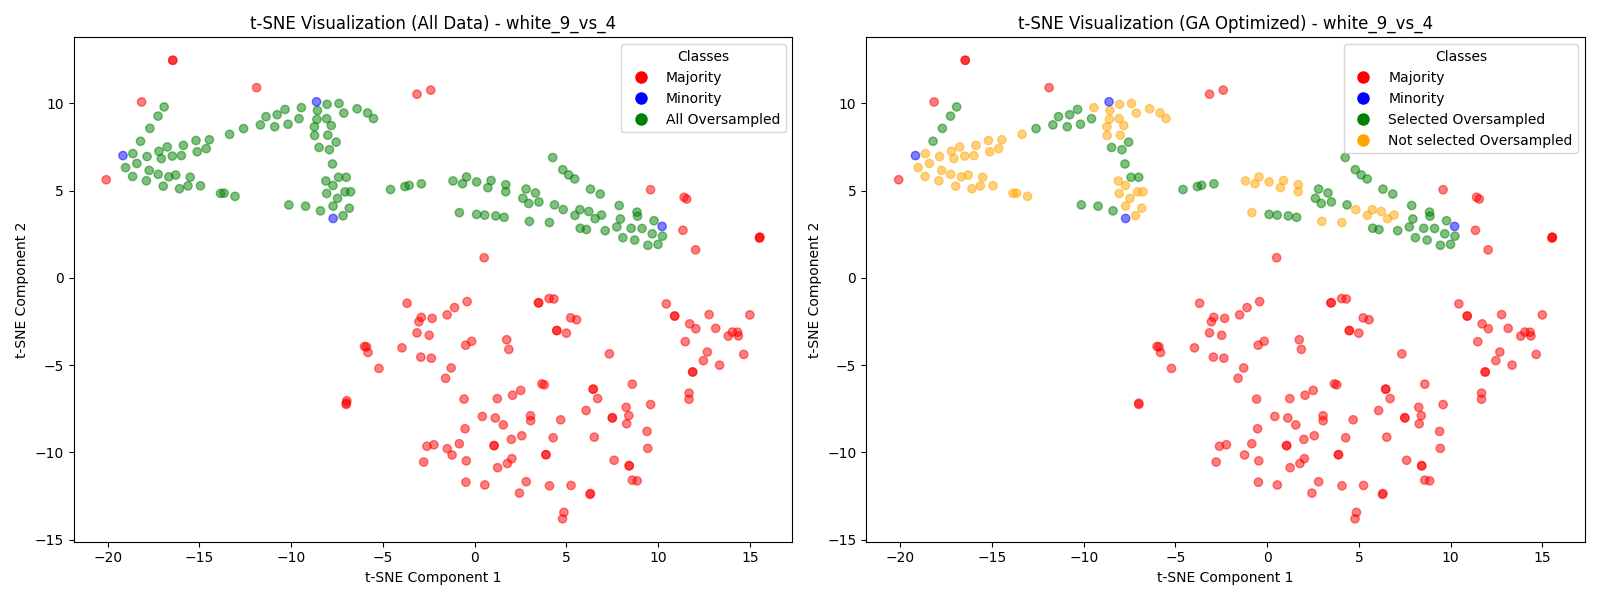 t-SNE Visualization (All Data) - white_9_vs_4
Classes
Majority
Minority
All Oversampled
10
5
0
−5
−10
−15
t-SNE Component 2
−20
−15
−10
−5
0
5
10
15
t-SNE Component 1
t-SNE Visualization (GA Optimized) - white_9_vs_4
Classes
Majority
Minority
Selected Oversampled
Not selected Oversampled
10
5
0
−5
−10
−15
t-SNE Component 2
−20
−15
−10
−5
0
5
10
15
t-SNE Component 1